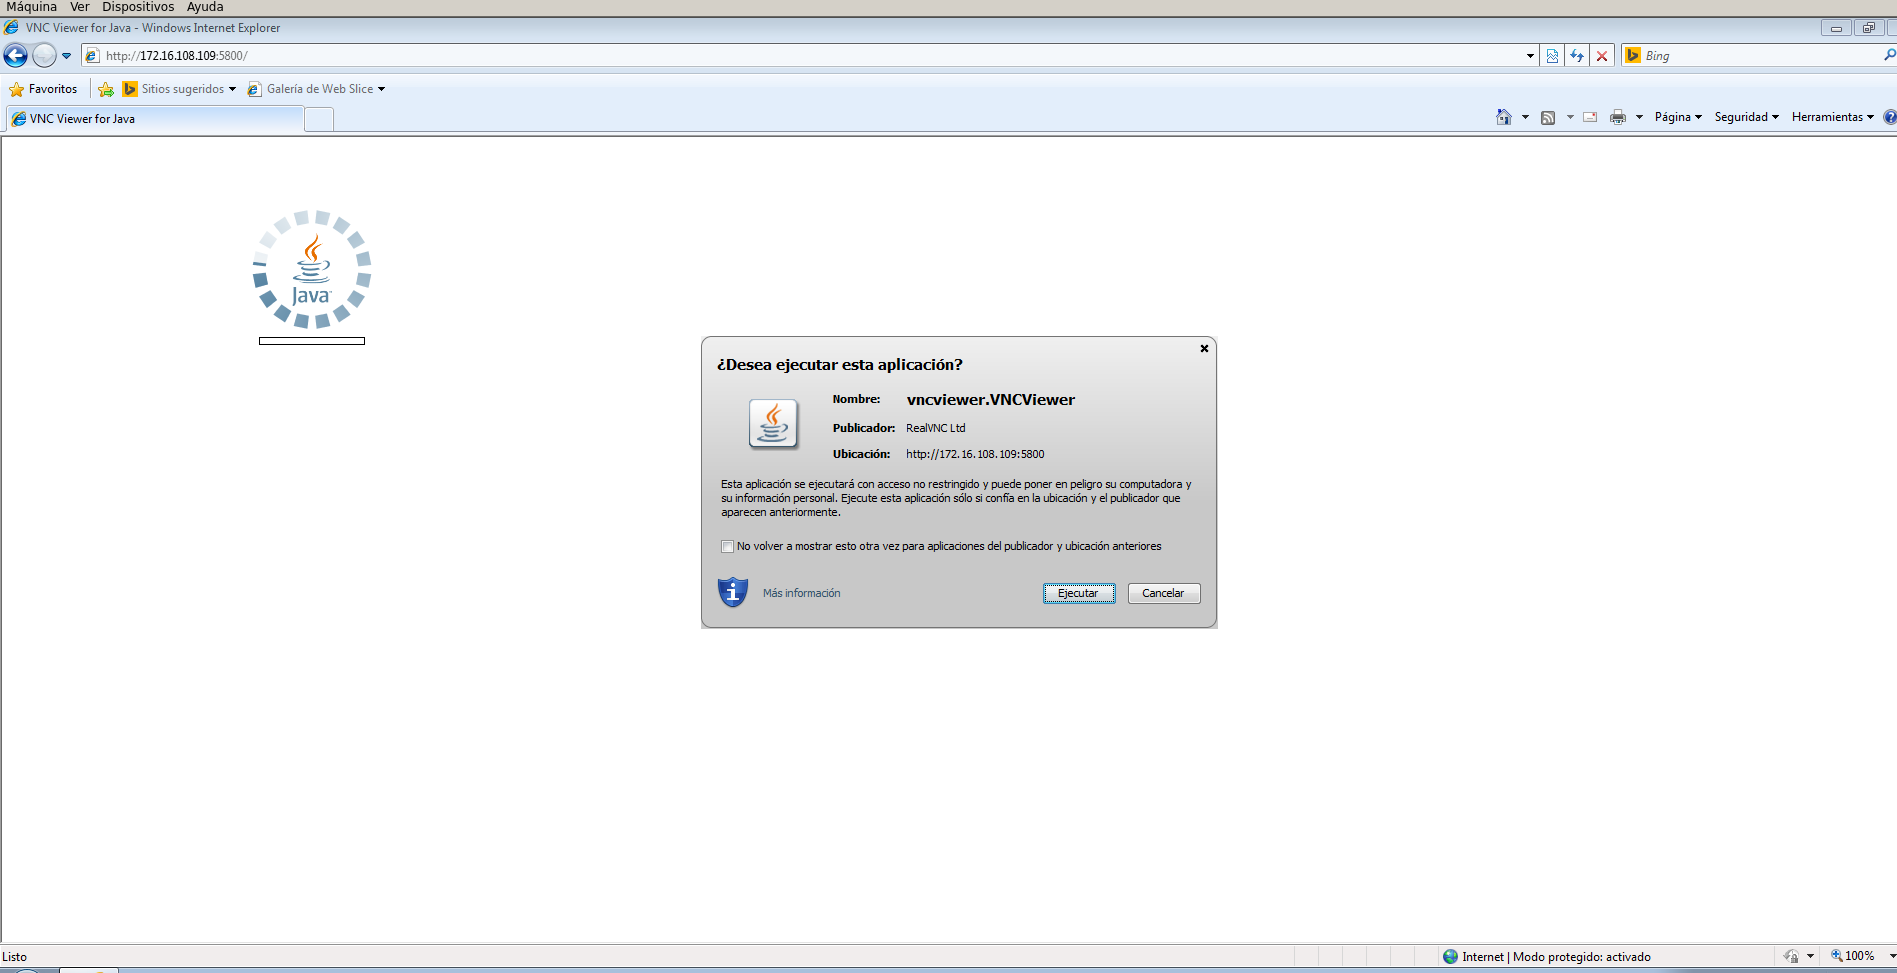 Máquina Ver Dispositivos Ayuda
VNC Viewer for Java - Windows Internet Explorer
http://172.16.108.109:5800/
Bing
Favoritos Sitios sugeridos Galería de Web Slice
VNC Viewer for Java
Página Seguridad Herramientas
Java
¿Desea ejecutar esta aplicación?
Nombre: vncviewer.VNCViewer
Publicador: RealVNC Ltd
Ubicación: http://172.16.108.109:5800
Esta aplicación se ejecutará con acceso no restringido y puede poner en peligro su computadora y
su información personal. Ejecute esta aplicación sólo si confía en la ubicación y el publicador que
aparecen anteriormente.
No volver a mostrar esto otra vez para aplicaciones del publicador y ubicación anteriores
Más información
Ejecutar Cancelar
Listo
Internet | Modo protegido: activado
100%